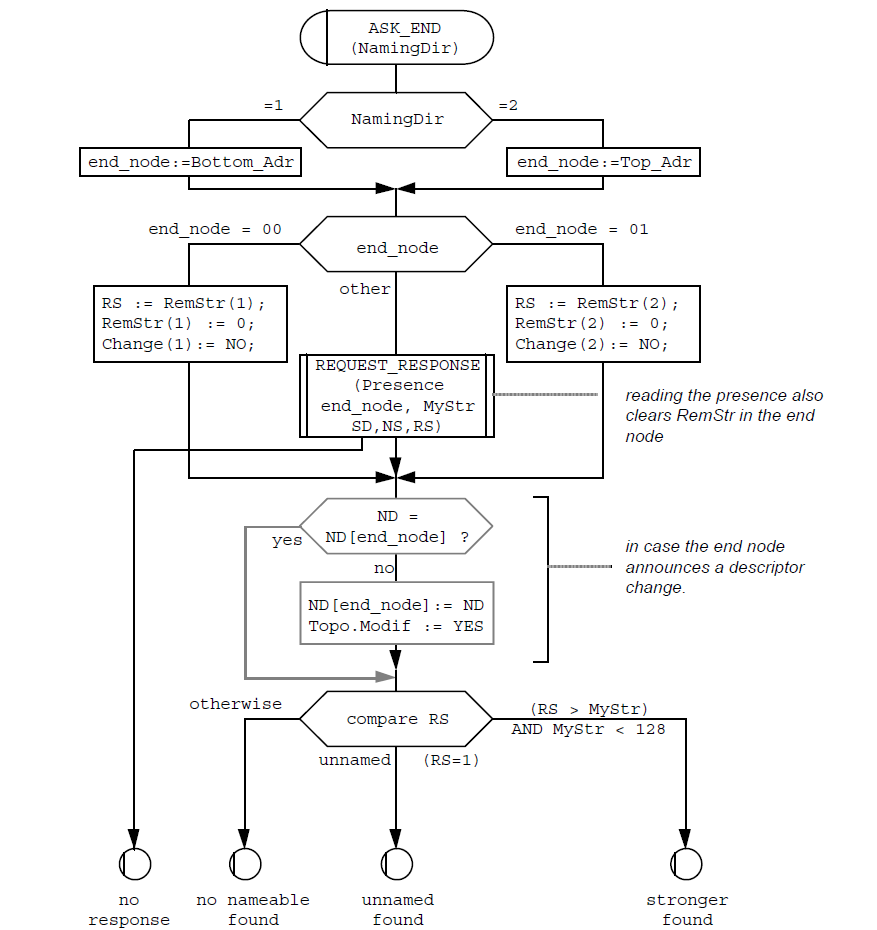 ASK_END
(NamingDir)
=1
=2
NamingDir
end_node:=Bottom_Adr
end_node:=Top_Adr
end_node = 00
end_node = 01
end_node
other
RS := RemStr(1);
RemStr(1) := 0;
Change(1):= NO;
RS := RemStr(2);
RemStr(2) := 0;
Change(2):= NO;
REQUEST_RESPONSE
(Presence
end_node, MyStr
SD,NS,RS)
reading the presence also
clears RemStr in the end
node
ND =
ND[end_node] ?
yes
no
in case the end node
announces a descriptor
change.
ND[end_node]:= ND
Topo.Modif := YES
otherwise
compare RS
(RS > MyStr)
AND MyStr < 128
unnamed (RS=1)
no
response
no nameable
found
unnamed
found
stronger
found